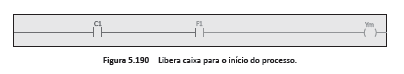 C1 F1 Ym
Figura 5.190 Libera caixa para o início do processo.